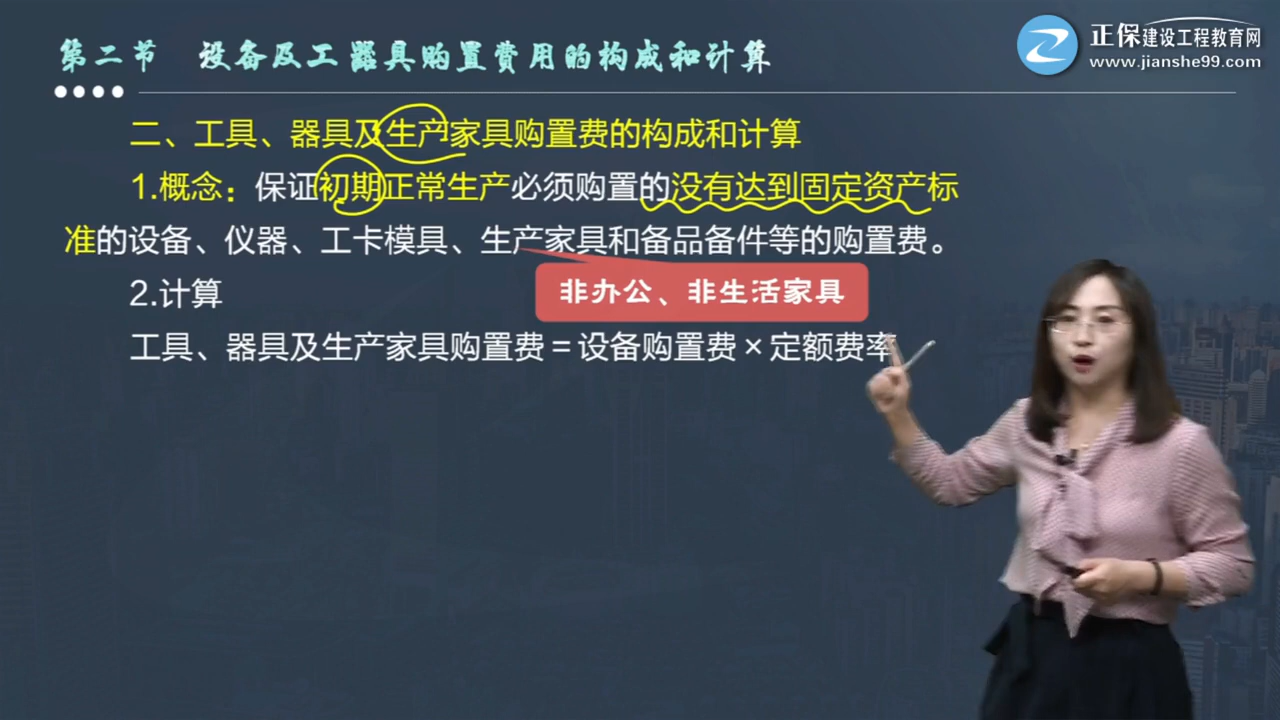 第二节 设备及工器具购置费用的构成和计算
正保建设工程教育网
www.jianshe99.com
二、工具、器具及生产家具购置费的构成和计算
1.概念：保证初期正常生产必须购置的没有达到固定资产标
准的设备、仪器、工卡模具、生产家具和备品备件等的购置费。
2.计算
非办公、非生活家具
工具、器具及生产家具购置费＝设备购置费×定额费率